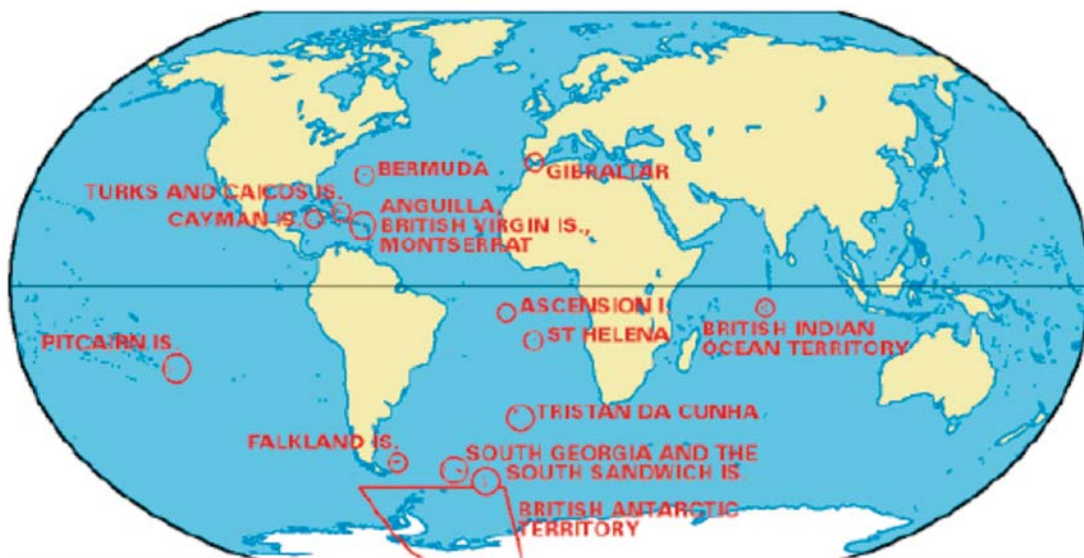 BERMUDA
GIBRALTAR
TURKS AND CAICOS IS.
CAYMAN IS.
ANGUILLA,
BRITISH VIRGIN IS.,
MONTSERRAT
ASCENSION I.
ST HELENA
BRITISH INDIAN
OCEAN TERRITORY
PITCAIRN IS.
TRISTAN DA CUNHA
FALKLAND IS.
SOUTH GEORGIA AND THE
SOUTH SANDWICH IS.
BRITISH ANTARCTIC
TERRITORY